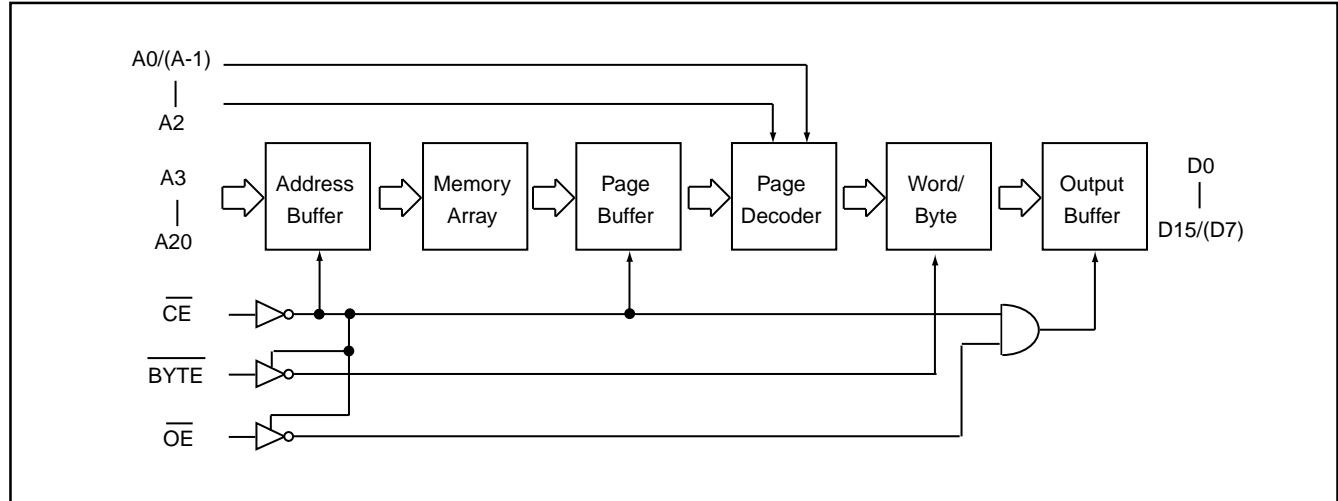 A0/(A-1)
A2
A3
A20
Address
Buffer
Memory
Array
Page
Buffer
Page
Decoder
Word/
Byte
Output
Buffer
D0
D15/(D7)
CE
BYTE
OE